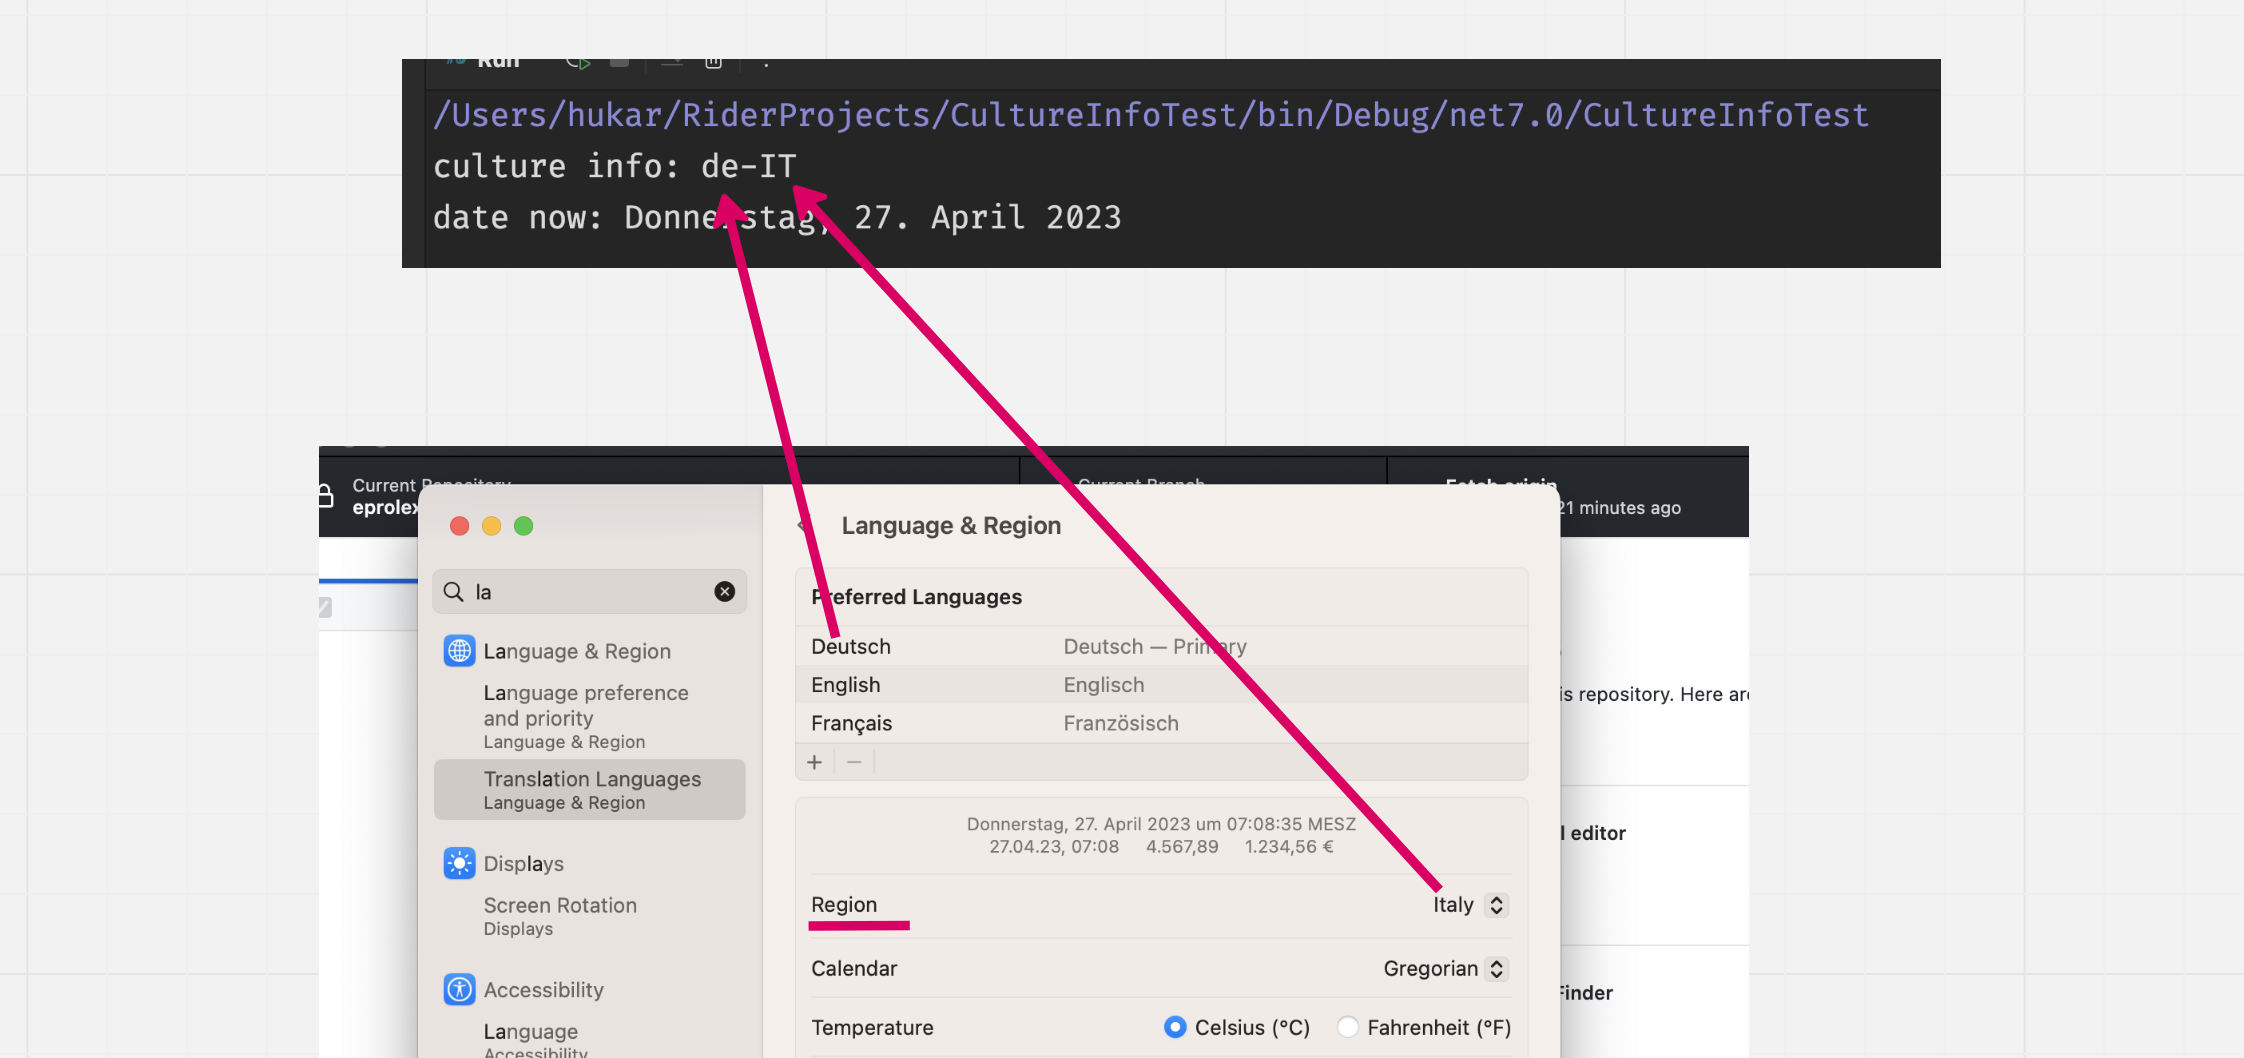 Run
/Users/hukar/RiderProjects/CultureInfoTest/bin/Debug/net7.0/CultureInfoTest
culture info: de-IT
date now: Donnerstag, 27. April 2023
Current Repository
Current Branch
Fetch origin
21 minutes ago
Language & Region
la
Preferred Languages
Deutsch
Deutsch — Primary
English
Englisch
Français
Französisch
Language & Region
Language preference
and priority
Language & Region
Translation Languages
Language & Region
Displays
Screen Rotation
Displays
Accessibility
Language
Accessibility
Donnerstag, 27. April 2023 um 07:08:35 MESZ
27.04.23, 07:08 4.567,89 1.234,56 €
Region
Italy
Calendar
Gregorian
Temperature
Celsius (°C)
Fahrenheit (°F)
is repository. Here are
editor
Finder